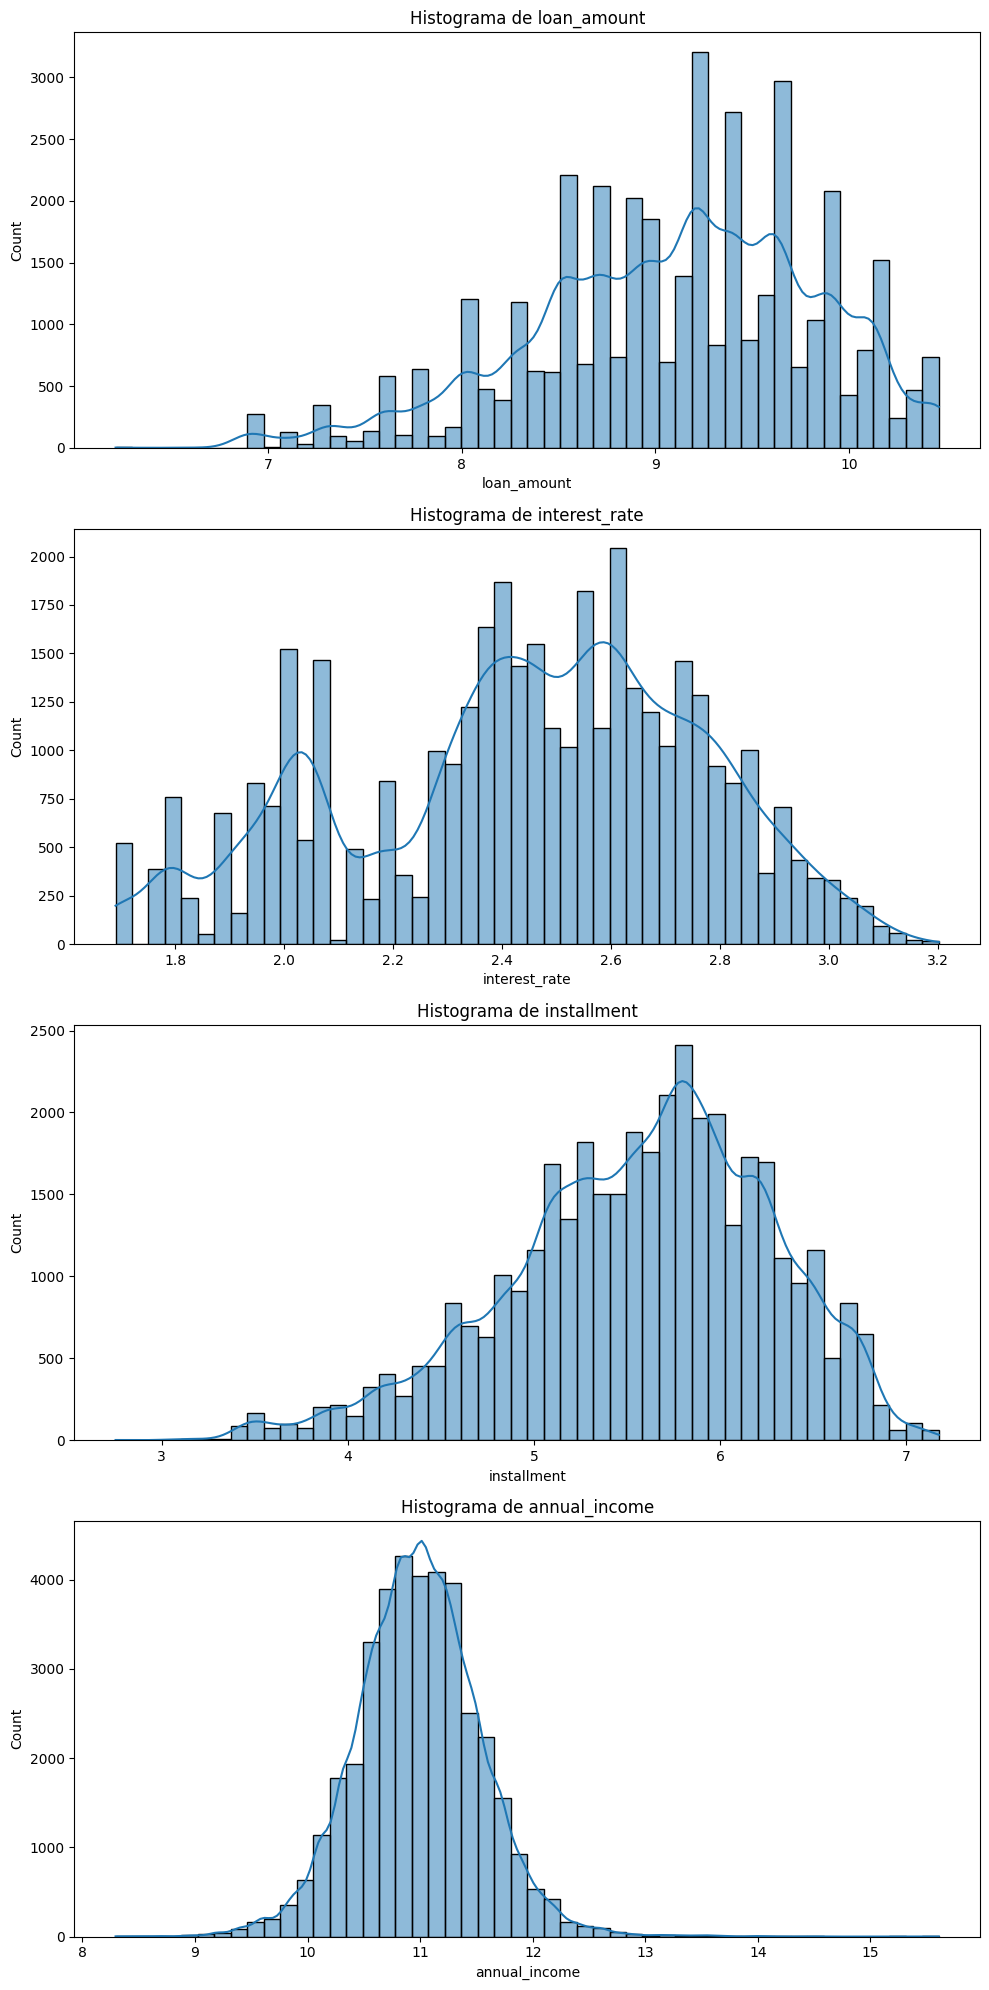 Histograma de loan_amount
3000
2500
2000
1500
1000
500
0
Count
7 8 9 10
loan_amount
Histograma de interest_rate
2000
1750
1500
1250
1000
750
500
250
0
Count
1.8 2.0 2.2 2.4 2.6 2.8 3.0 3.2
interest_rate
Histograma de installment
2500
2000
1500
1000
500
0
Count
3 4 5 6 7
installment
Histograma de annual_income
4000
3000
2000
1000
0
Count
8 9 10 11 12 13 14 15
annual_income